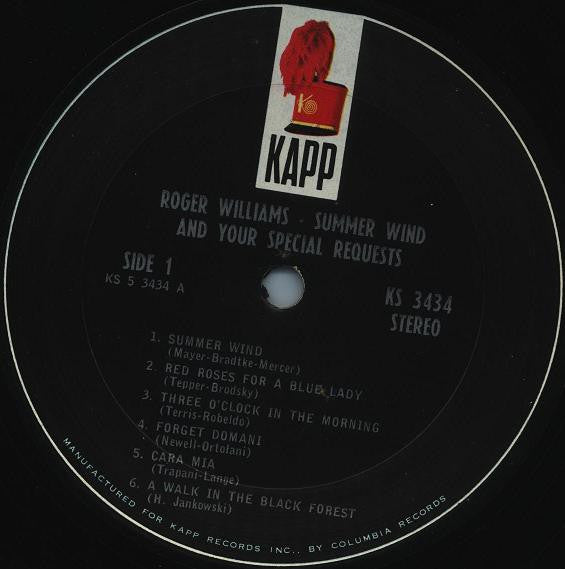 KAPP
ROGER WILLIAMS - SUMMER WIND
AND YOUR SPECIAL REQUESTS
SIDE 1
KS 5 3434 A
KS 3434
STEREO
1. SUMMER WIND
(Mayer-Bradtke-Mercer)
2. RED ROSES FOR A BLUE LADY
(Tepper-Brodsky)
3. THREE O'CLOCK IN THE MORNING
(Terris-Robeldo)
4. FORGET DOMANI
(Newell-Ortolani)
5. CARA MIA
(Trapani-Lange)
6. A WALK IN THE BLACK FOREST
(H. Jankowski)
MANUFACTURED FOR KAPP RECORDS INC., BY COLUMBIA RECORDS